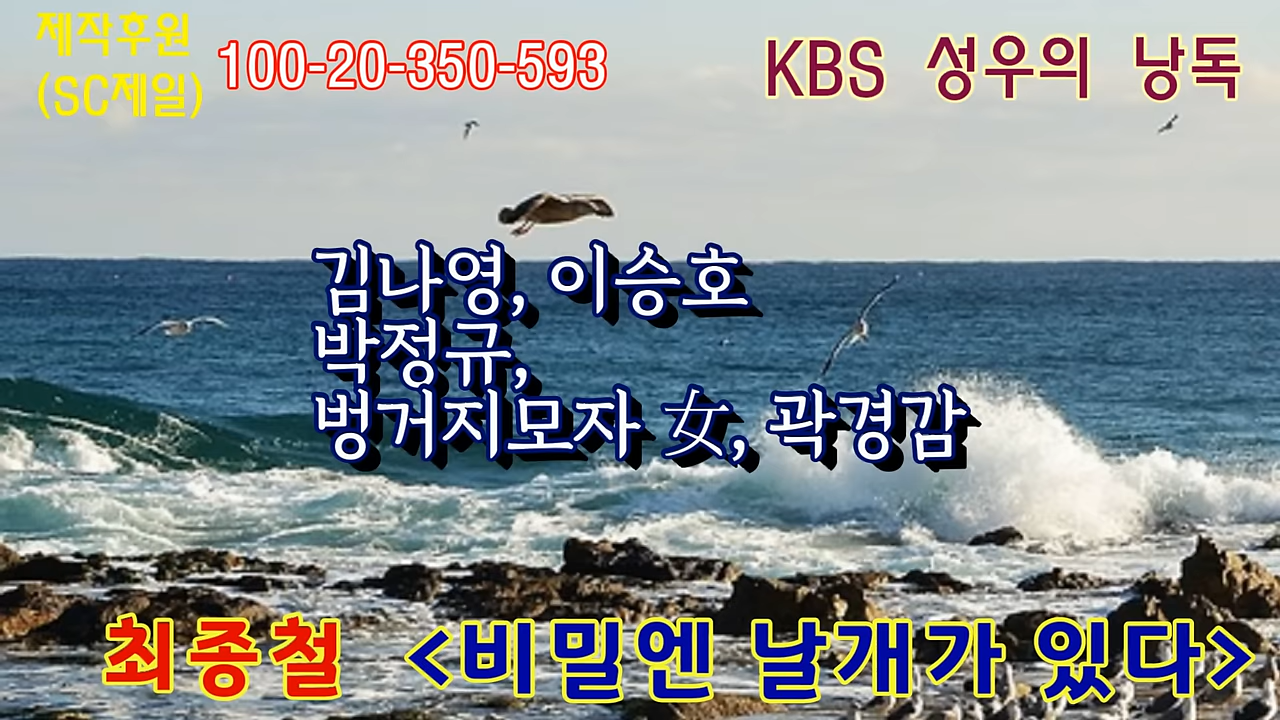 제작후원
(SC제일)
100-20-350-593
KBS 성우의 낭독
김나영, 이승호
박정규,
벙거지모자 女, 곽경감
최종철 <비밀엔 날개가 있다>